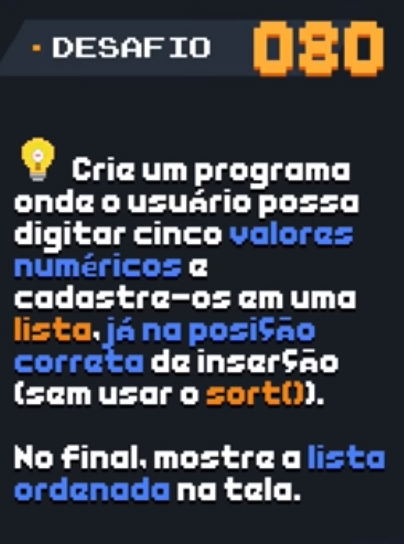 DESAFIO 080
Crie um programa
onde o usuário possa
digitar cinco valores
numéricos e
cadastre-os em uma
lista, já na posição
correta de inserção
(sem usar o sort()).
No final, mostre a lista
ordenada na tela.